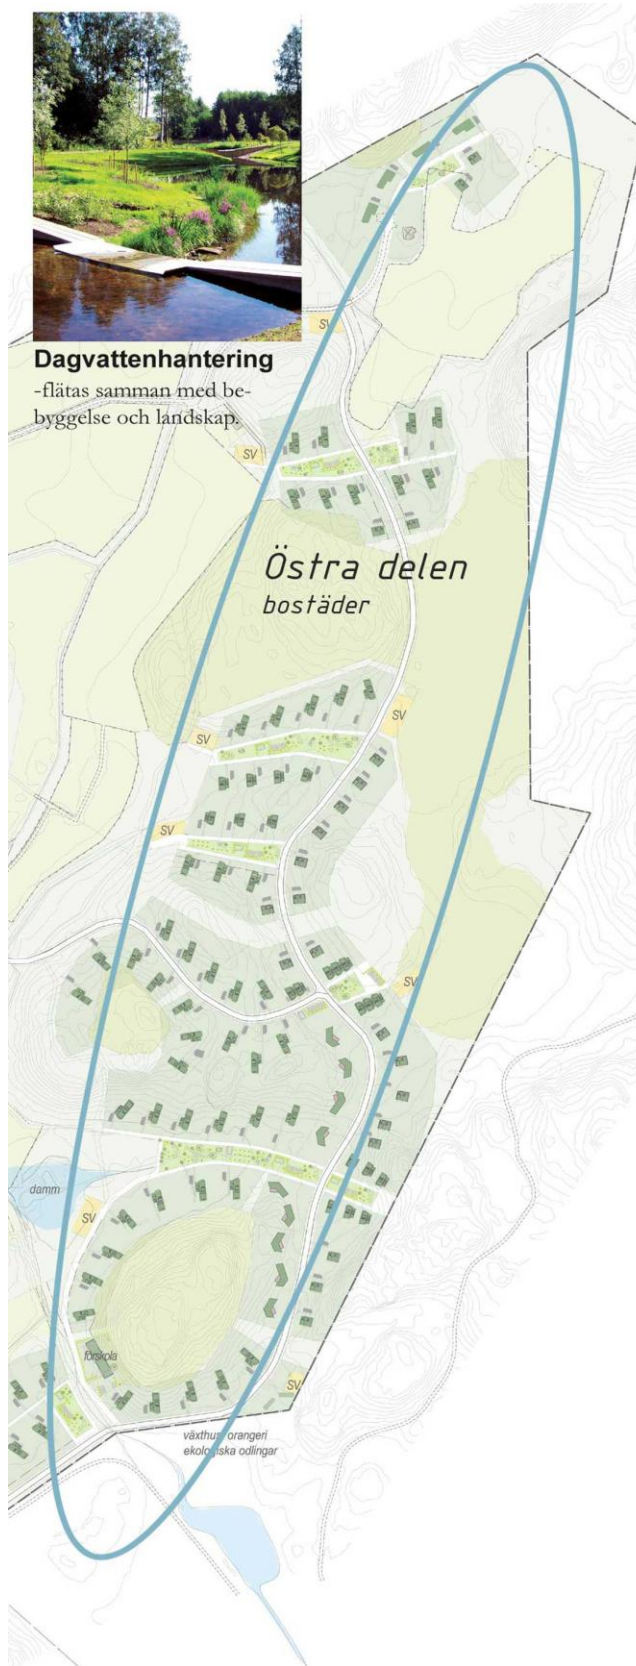 Dagvattenhantering
-flätas samman med be-
byggelse och landskap.
SV
SV
Östra delen
bostäder
SV
SV
SV
SV
damm
SV
förskola
SV
växthus, orangeri
ekologiska odlingar